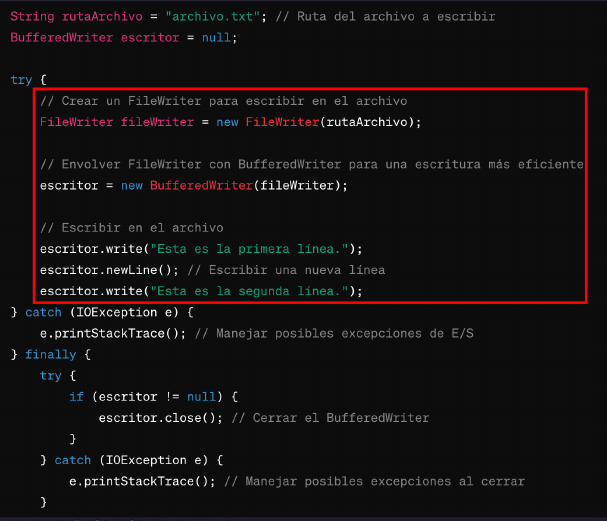 String rutaArchivo = "archivo.txt"; // Ruta del archivo a escribir
BufferedWriter escritor = null;
try {
// Crear un FileWriter para escribir en el archivo
FileWriter fileWriter = new FileWriter(rutaArchivo);
// Envolver FileWriter con BufferedWriter para una escritura más eficiente
escritor = new BufferedWriter(fileWriter);
// Escribir en el archivo
escritor.write("Esta es la primera línea.");
escritor.newLine(); // Escribir una nueva línea
escritor.write("Esta es la segunda línea.");
} catch (IOException e) {
e.printStackTrace(); // Manejar posibles excepciones de E/S
} finally {
try {
if (escritor != null) {
escritor.close(); // Cerrar el BufferedWriter
}
} catch (IOException e) {
e.printStackTrace(); // Manejar posibles excepciones al cerrar
}